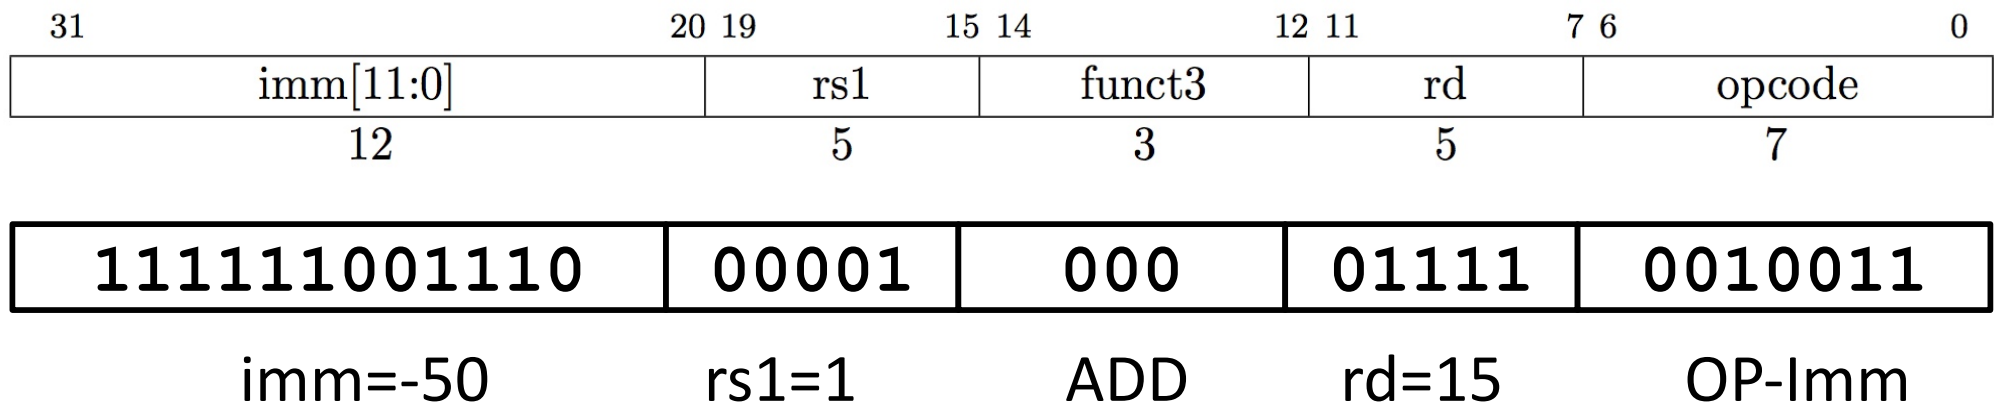 31 20 19 15 14 12 11 7 6 0
imm[11:0] rs1 funct3 rd opcode
12 5 3 5 7
111111001110 00001 000 01111 0010011
imm=-50 rs1=1 ADD rd=15 OP-Imm